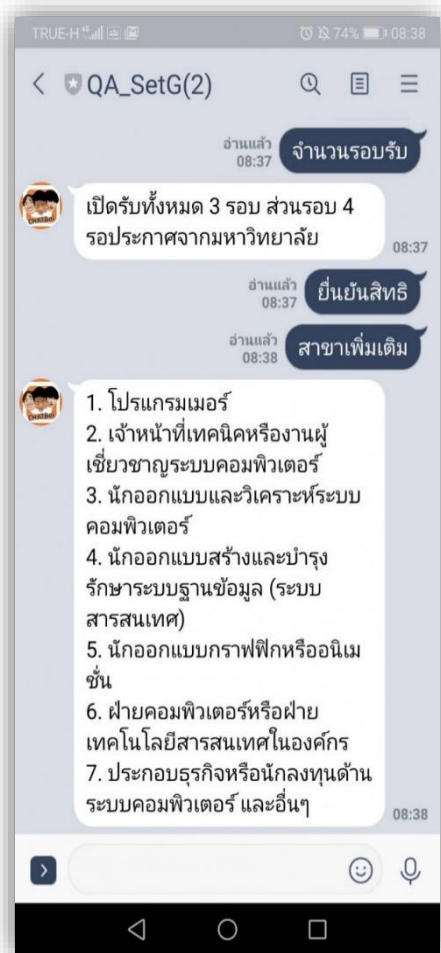 TRUE-H 74% 08:38
QA_SetG(2)
อ่านแล้ว
08:37
จำนวนรอบรับ
เปิดรับทั้งหมด 3 รอบ ส่วนรอบ 4
รอประกาศจากมหาวิทยาลัย
08:37
อ่านแล้ว
08:37
ยื่นยันสิทธิ
อ่านแล้ว
08:38
สาขาเพิ่มเติม
1. โปรแกรมเมอร์
2. เจ้าหน้าที่เทคนิคหรืองานผู้
เชี่ยวชาญระบบคอมพิวเตอร์
3. นักออกแบบและวิเคราะห์ระบบ
คอมพิวเตอร์
4. นักออกแบบสร้างและบำรุง
รักษาระบบฐานข้อมูล (ระบบ
สารสนเทศ)
5. นักออกแบบกราฟฟิกหรืออนิเม
ชั่น
6. ฝ่ายคอมพิวเตอร์หรือฝ่าย
เทคโนโลยีสารสนเทศในองค์กร
7. ประกอบธุรกิจหรือนักลงทุนด้าน
ระบบคอมพิวเตอร์ และอื่นๆ
08:38